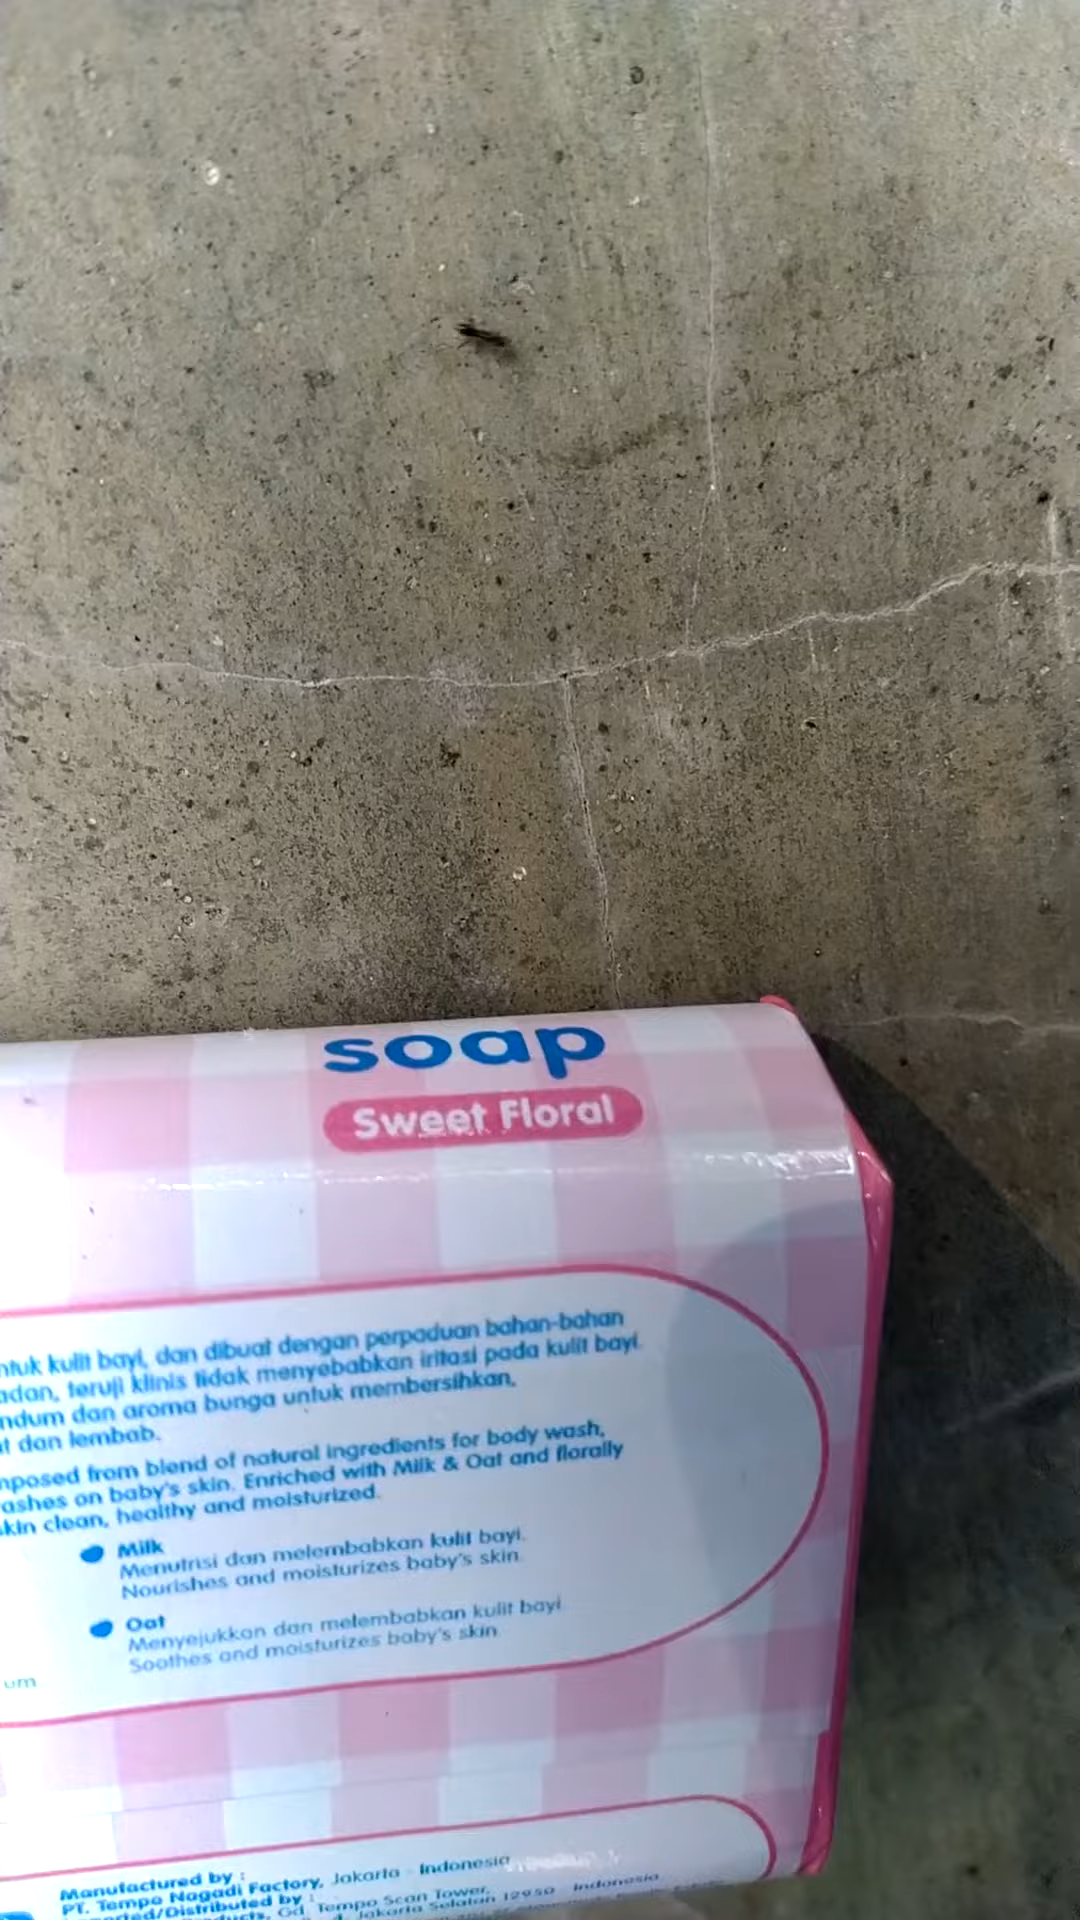 soap
Sweet Floral
ntuk kulit bayi, dan dibuat dengan perpaduan bahan-bahan
adan, teruji klinis tidak menyebabkan iritasi pada kulit bayi.
ndum dan aroma bunga untuk membersihkan,
t dan lembab.
mposed from blend of natural ingredients for body wash,
ashes on baby's skin. Enriched with Milk & Oat and florally
skin clean, healthy and moisturized.
Milk
Menutrisi dan melembabkan kulit bayi.
Nourishes and moisturizes baby's skin.
Oat
Menyejukkan dan melembabkan kulit bayi.
Soothes and moisturizes baby's skin.
um
Manufactured by :
PT. Tempo Nagadi Factory, Jakarta - Indonesia
orted/Distributed by :
oducts, Gd. Tempo Scan Tower,
Jakarta Selatan 12950 - Indonesia